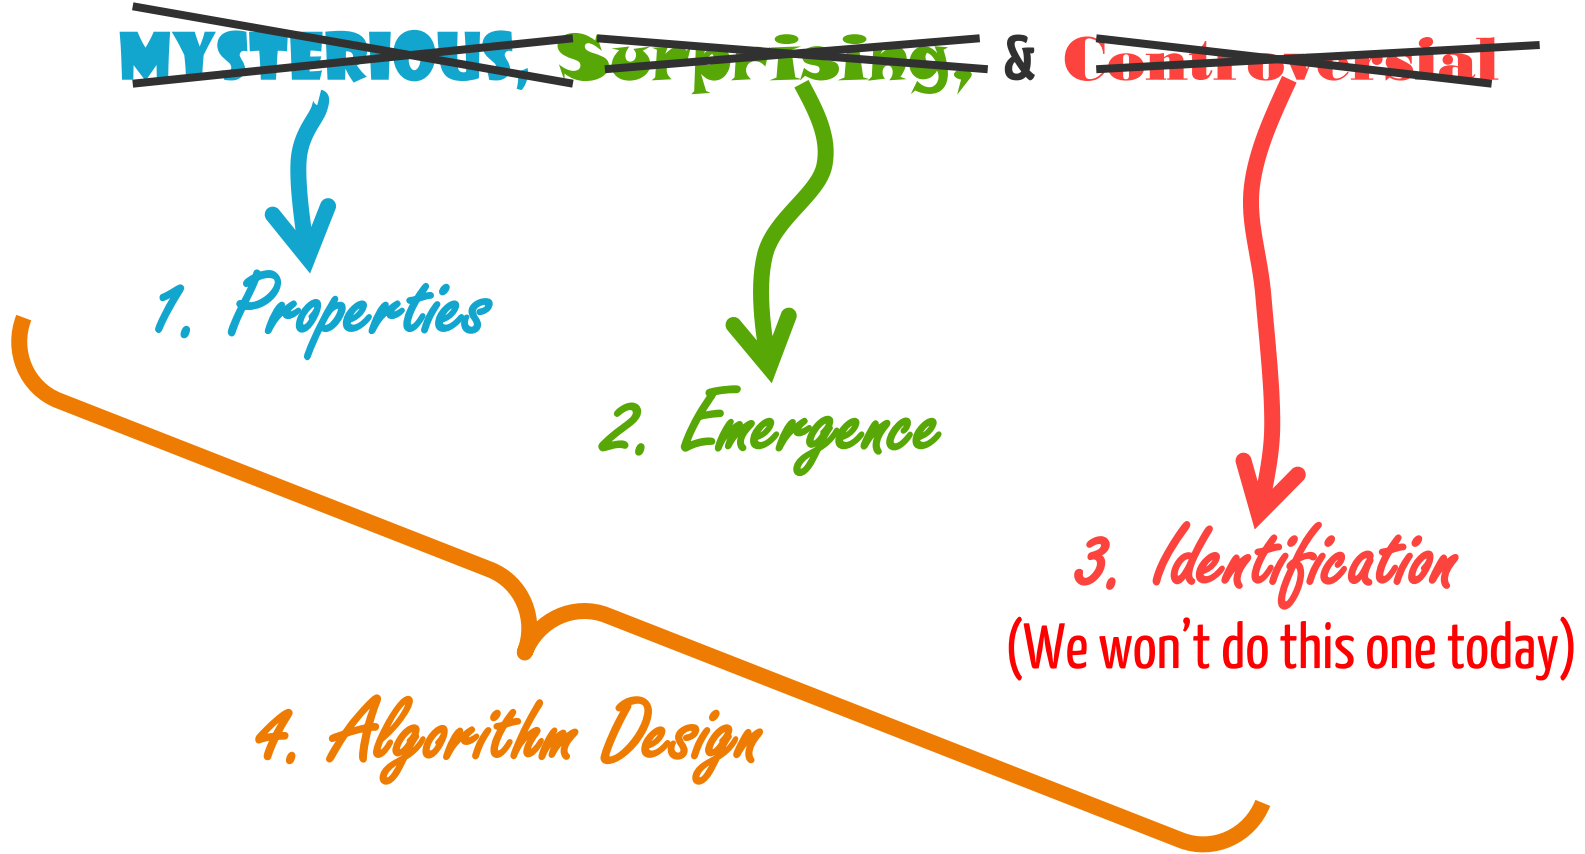 MYSTERIOUS, Surprising, & Controversial
1. Properties
2. Emergence
3. Identification
(We won't do this one today)
4. Algorithm Design